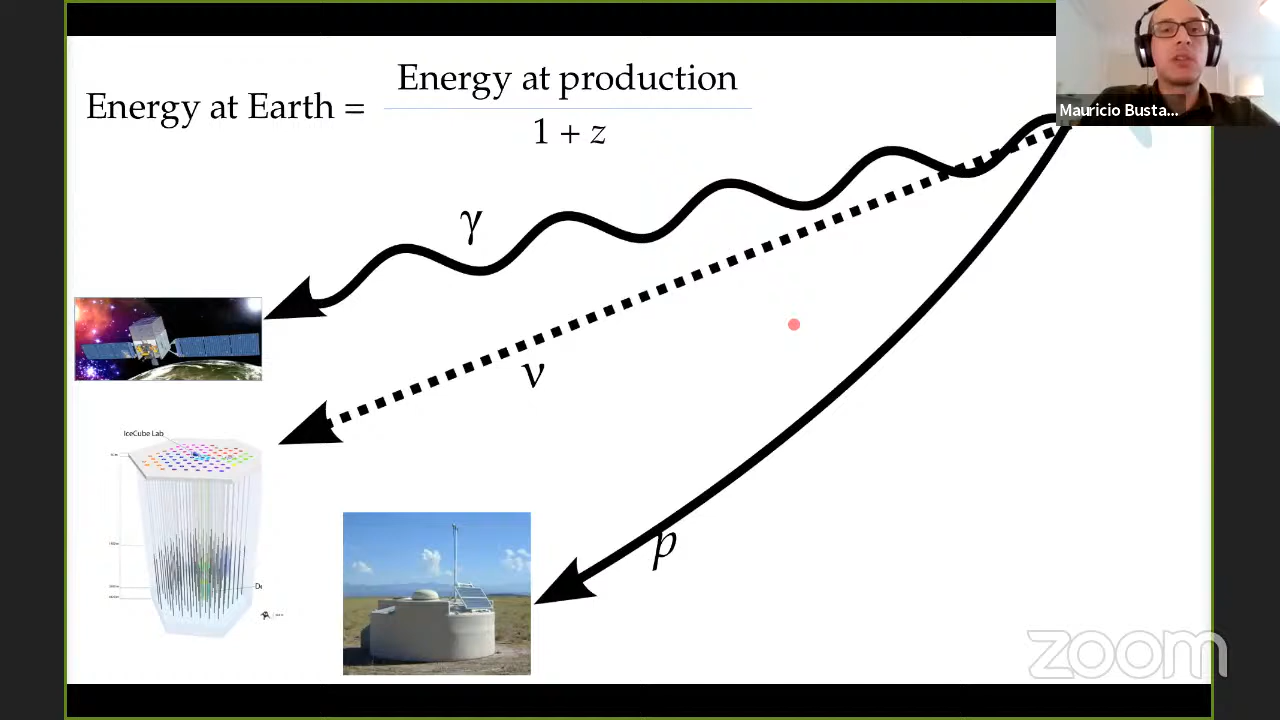 Energy at Earth =
Energy at production
1 + z
Mauricio Busta...
γ
ν
IceCube Lab
p
zoom